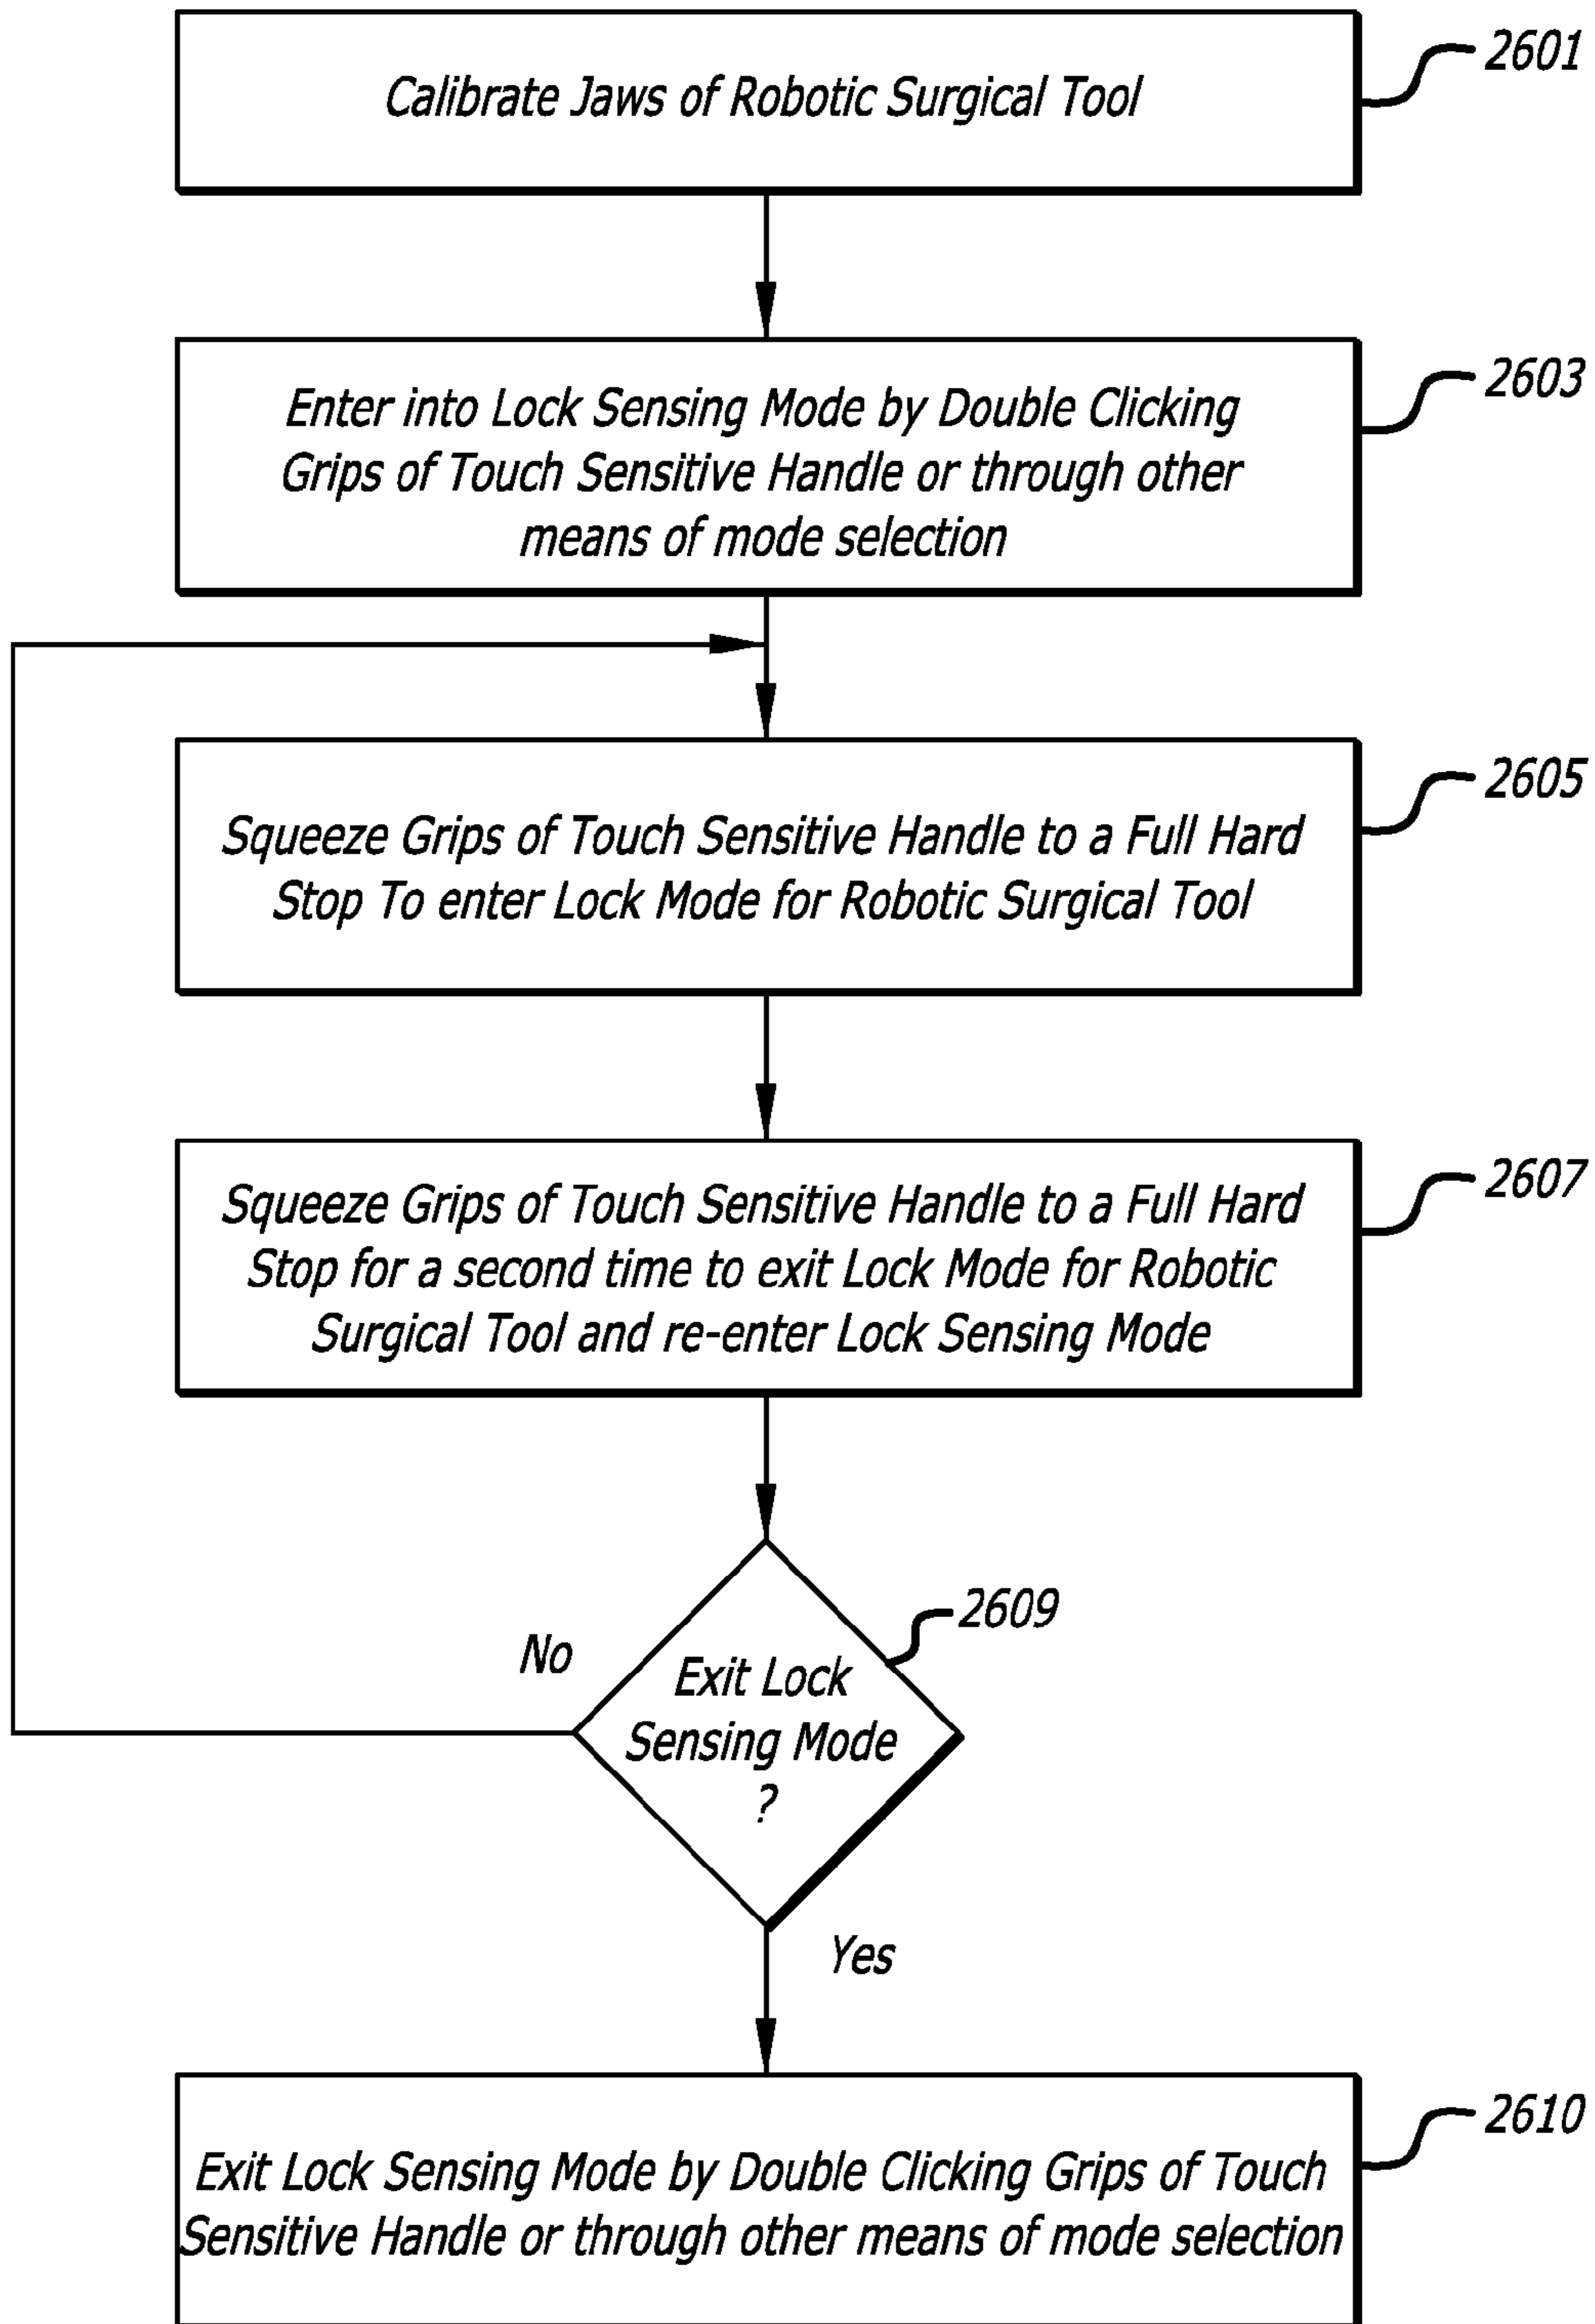 Calibrate Jaws of Robotic Surgical Tool
2601
Enter into Lock Sensing Mode by Double Clicking
Grips of Touch Sensitive Handle or through other
means of mode selection
2603
Squeeze Grips of Touch Sensitive Handle to a Full Hard
Stop To enter Lock Mode for Robotic Surgical Tool
2605
Squeeze Grips of Touch Sensitive Handle to a Full Hard
Stop for a second time to exit Lock Mode for Robotic
Surgical Tool and re-enter Lock Sensing Mode
2607
Exit Lock
Sensing Mode
?
2609
No
Yes
Exit Lock Sensing Mode by Double Clicking Grips of Touch
Sensitive Handle or through other means of mode selection
2610